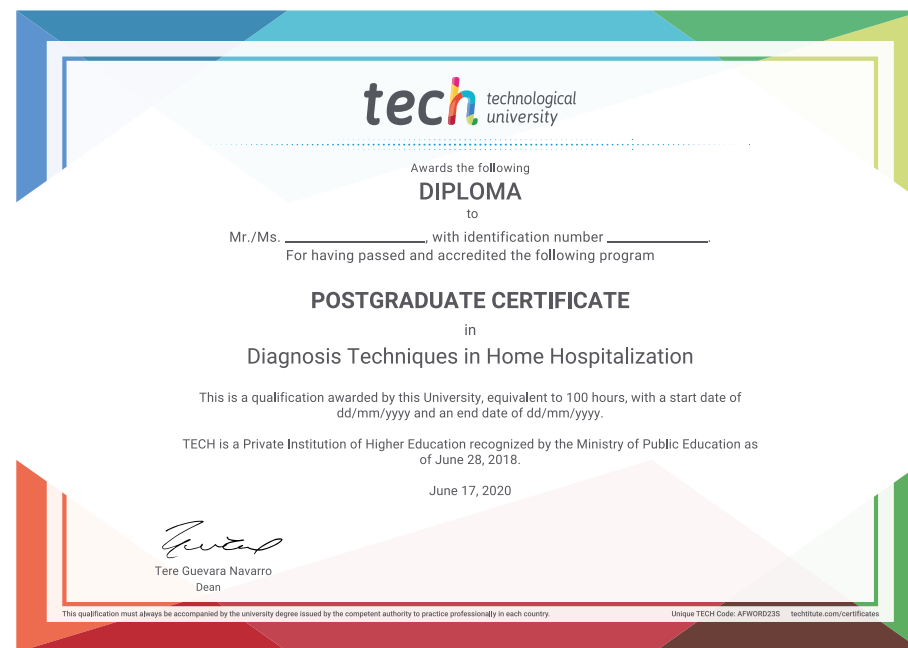 tech technological
university
Awards the following
DIPLOMA
to
Mr./Ms. ____________________, with identification number ______________.
For having passed and accredited the following program
POSTGRADUATE CERTIFICATE
in
Diagnosis Techniques in Home Hospitalization
This is a qualification awarded by this University, equivalent to 100 hours, with a start date of
dd/mm/yyyy and an end date of dd/mm/yyyy.
TECH is a Private Institution of Higher Education recognized by the Ministry of Public Education as
of June 28, 2018.
June 17, 2020
Tere Guevara Navarro
Dean
This qualification must always be accompanied by the university degree issued by the competent authority to practice professionally in each country.
Unique TECH Code: AFWORD23S techtitute.com/certificates